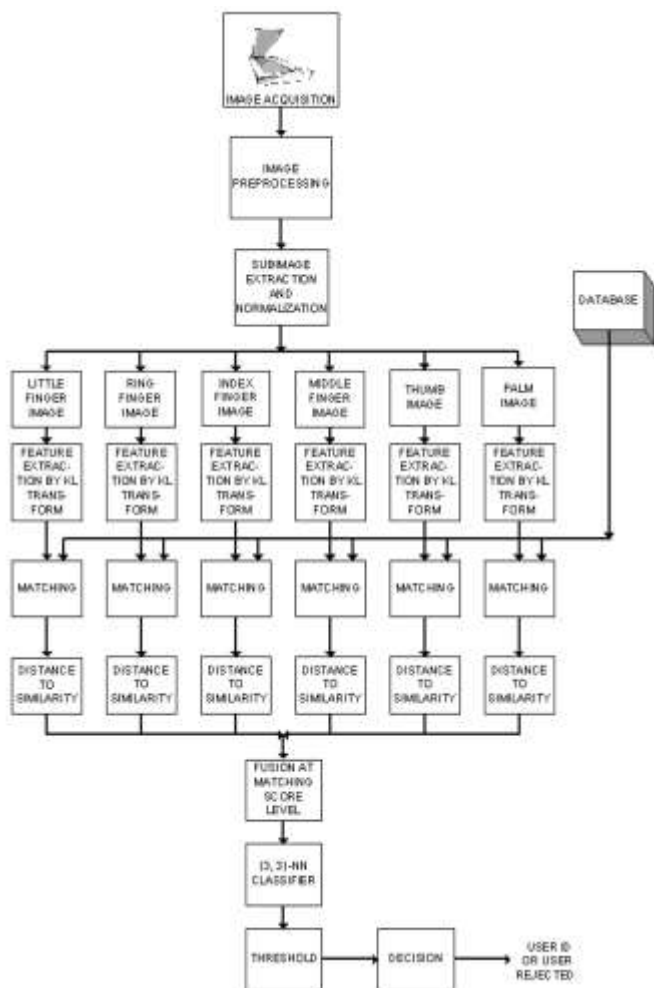 IMAGE ACQUISITION
IMAGE
PREPROCESSING
SUBIMAGE
EXTRACTION
AND
NORMALIZATION
DATABASE
LITTLE
FINGER
IMAGE
RING
FINGER
IMAGE
INDEX
FINGER
IMAGE
MIDDLE
FINGER
IMAGE
THUMB
IMAGE
PALM
IMAGE
FEATURE
EXTRAC-
TION BY KL
TRANS-
FORM
FEATURE
EXTRAC-
TION BY KL
TRANS-
FORM
FEATURE
EXTRAC-
TION BY KL
TRANS-
FORM
FEATURE
EXTRAC-
TION BY KL
TRANS-
FORM
FEATURE
EXTRAC-
TION BY KL
TRANS-
FORM
FEATURE
EXTRAC-
TION BY KL
TRANS-
FORM
MATCHING
MATCHING
MATCHING
MATCHING
MATCHING
MATCHING
DISTANCE
TO
SIMILARITY
DISTANCE
TO
SIMILARITY
DISTANCE
TO
SIMILARITY
DISTANCE
TO
SIMILARITY
DISTANCE
TO
SIMILARITY
DISTANCE
TO
SIMILARITY
FUSION AT
MATCHING
SCORE
LEVEL
(3, 3)-NN
CLASSIFIER
THRESHOLD
DECISION
USER ID
OR USER
REJECTED